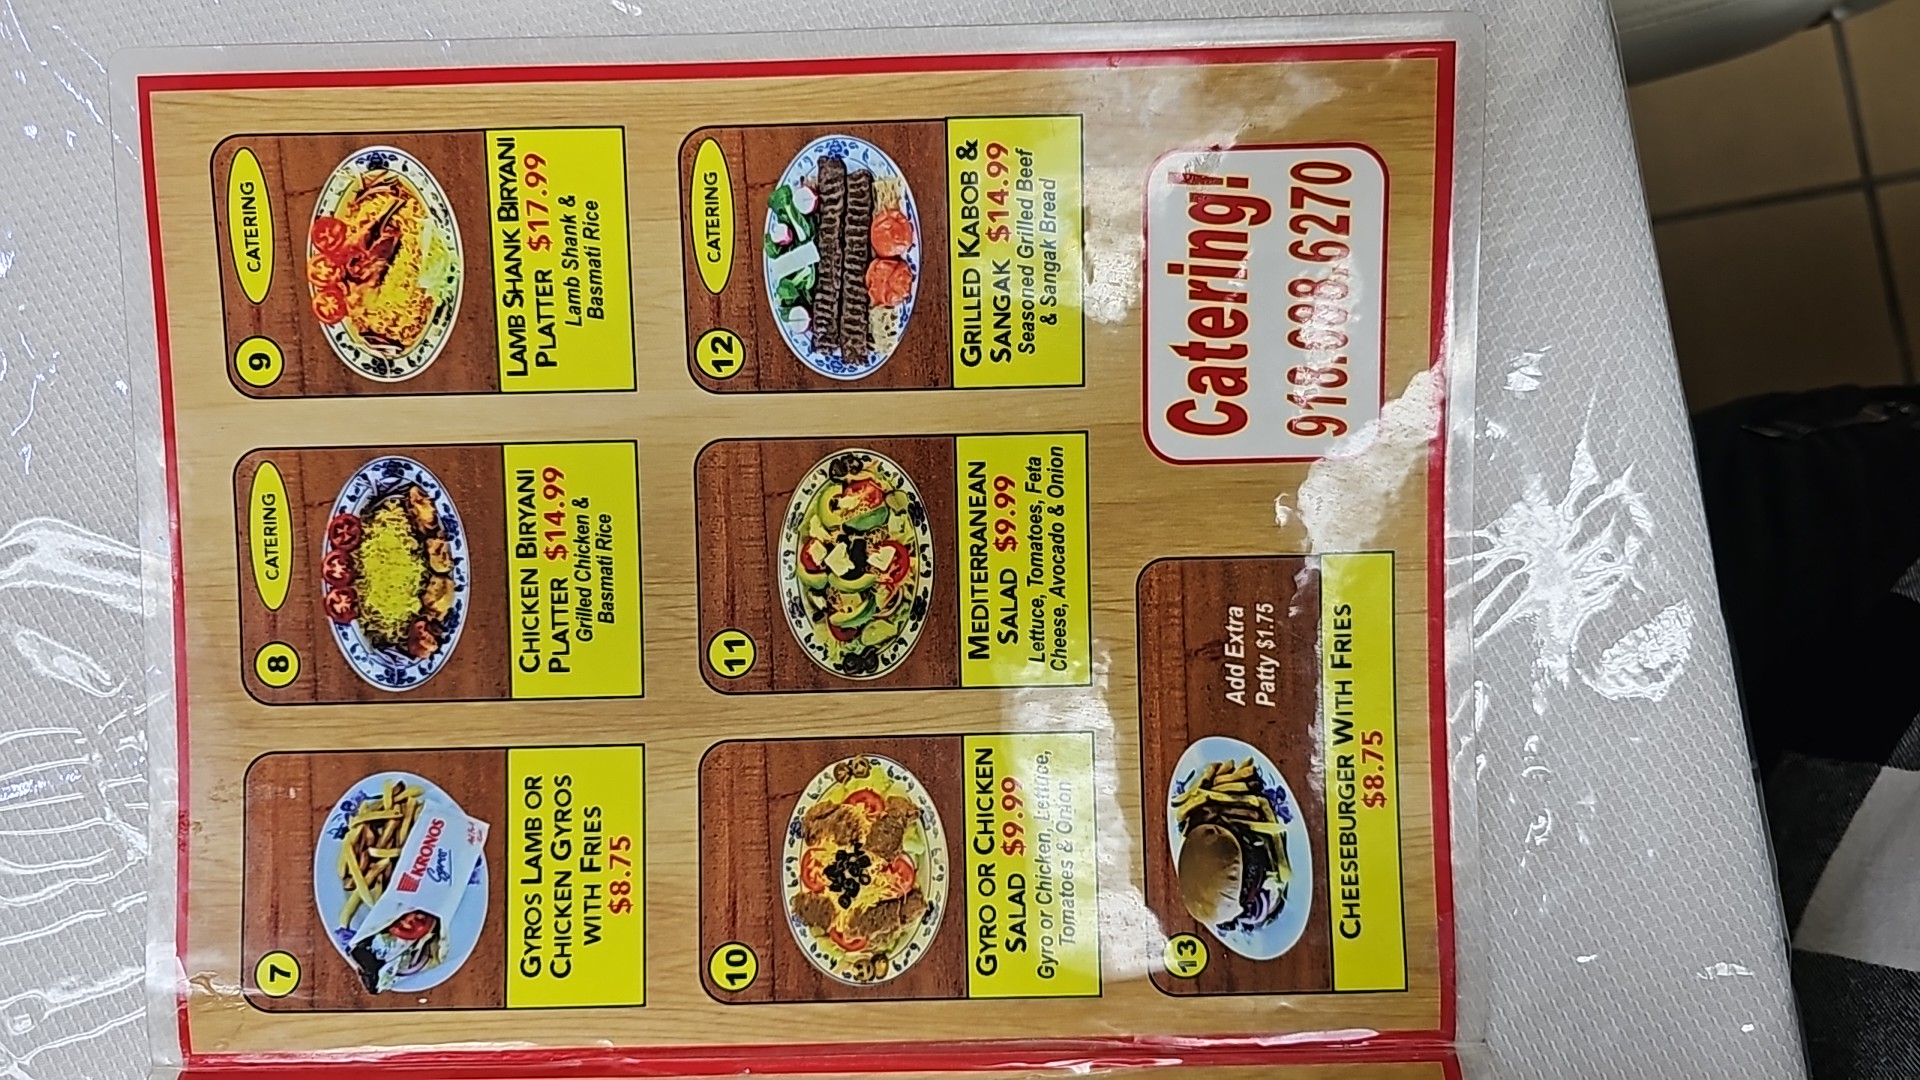 7
KRONOS
Gyros
GYROS LAMB OR
CHICKEN GYROS
WITH FRIES
$8.75
8
CATERING
CHICKEN BIRYANI
PLATTER $14.99
Grilled Chicken &
Basmati Rice
9
CATERING
LAMB SHANK BIRYANI
PLATTER $17.99
Lamb Shank &
Basmati Rice
10
GYRO OR CHICKEN
SALAD $9.99
Gyro or Chicken, Lettuce,
Tomatoes & Onion
11
MEDITERRANEAN
SALAD $9.99
Lettuce, Tomatoes, Feta
Cheese, Avocado & Onion
12
CATERING
GRILLED KABOB &
SANGAK $14.99
Seasoned Grilled Beef
& Sangak Bread
13
Add Extra
Patty $1.75
CHEESEBURGER WITH FRIES
$8.75
Catering!